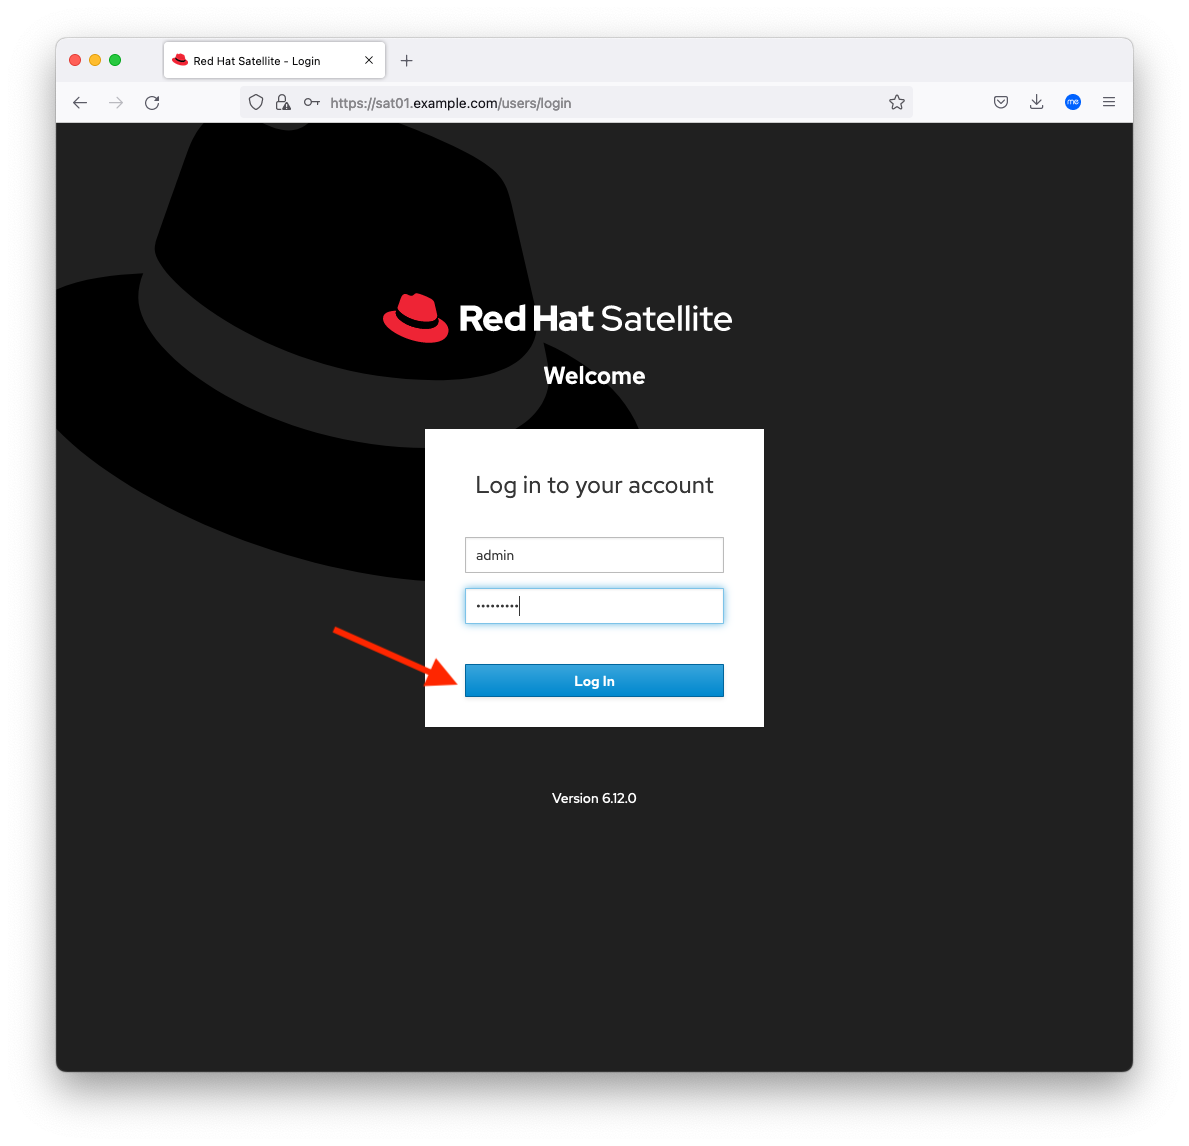 Red Hat Satellite - Login
https://sat01.example.com/users/login
me
Red Hat Satellite
Welcome
Log in to your account
admin
•••••••••
Log In
Version 6.12.0